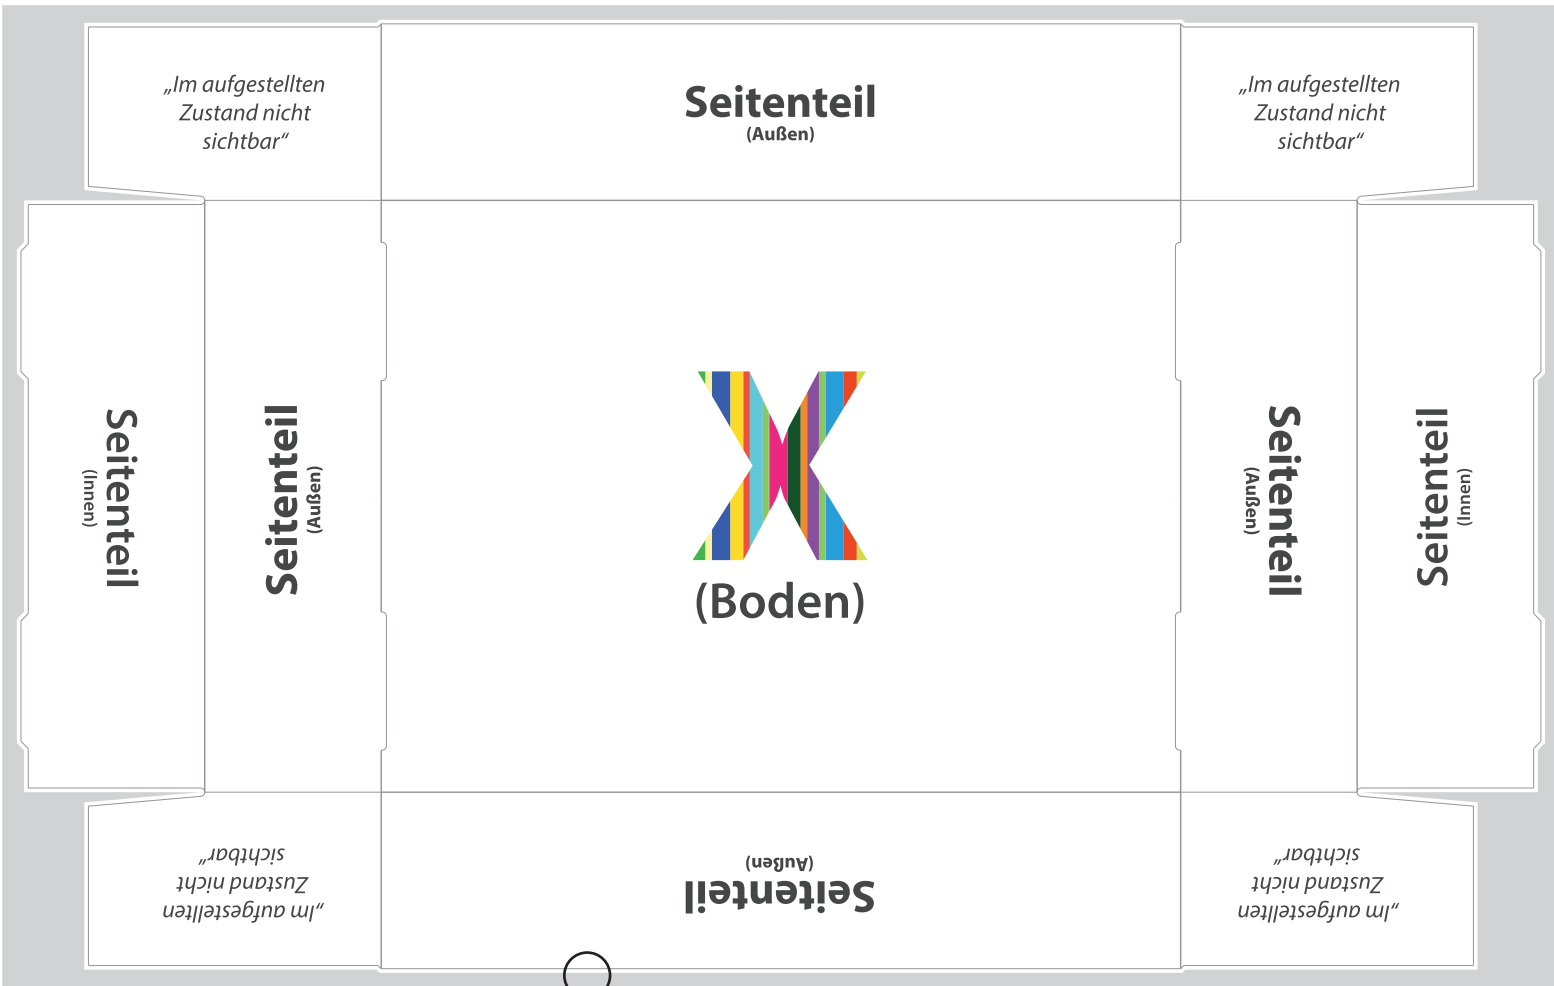 „Im aufgestellten
Zustand nicht
sichtbar“
Seitenteil
(Außen)
„Im aufgestellten
Zustand nicht
sichtbar“
Seitenteil
(Innen)
Seitenteil
(Außen)
X
(Boden)
Seitenteil
(Außen)
Seitenteil
(Innen)
„Im aufgestellten
Zustand nicht
sichtbar“
Seitenteil
(Außen)
„Im aufgestellten
Zustand nicht
sichtbar“